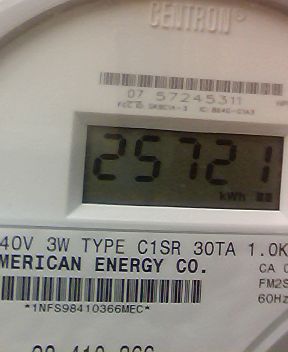 CENTRON®
07 57245311
25721
kWh
40V 3W TYPE C1SR 30TA 1.0K
MERICAN ENERGY CO.
CA 0
FM2S
60Hz
*1NFS98410366MEC*